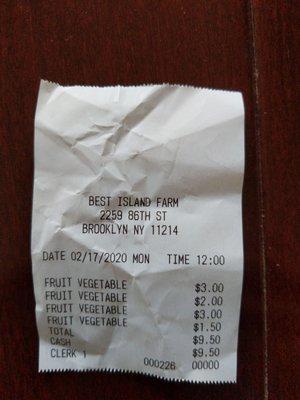 BEST ISLAND FARM
2259 86TH ST
BROOKLYN NY 11214
DATE 02/17/2020 MON TIME 12:00
FRUIT VEGETABLE $3.00
FRUIT VEGETABLE $2.00
FRUIT VEGETABLE $3.00
FRUIT VEGETABLE $1.50
TOTAL $9.50
CASH $9.50
CLERK 1 000226 00000